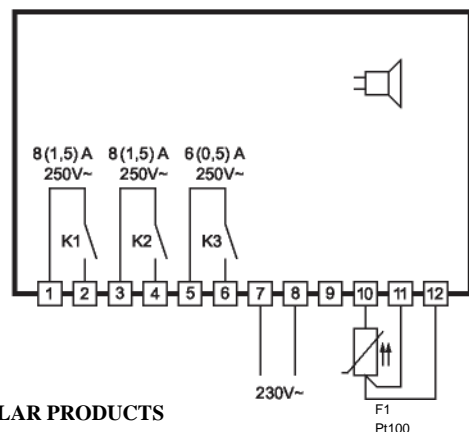 8(1,5)A 8(1,5)A 6(0,5)A
250V~ 250V~ 250V~
K1 K2 K3
1 2 3 4 5 6 7 8 9 10 11 12
230V~
F1
Pt100
LAR PRODUCTS